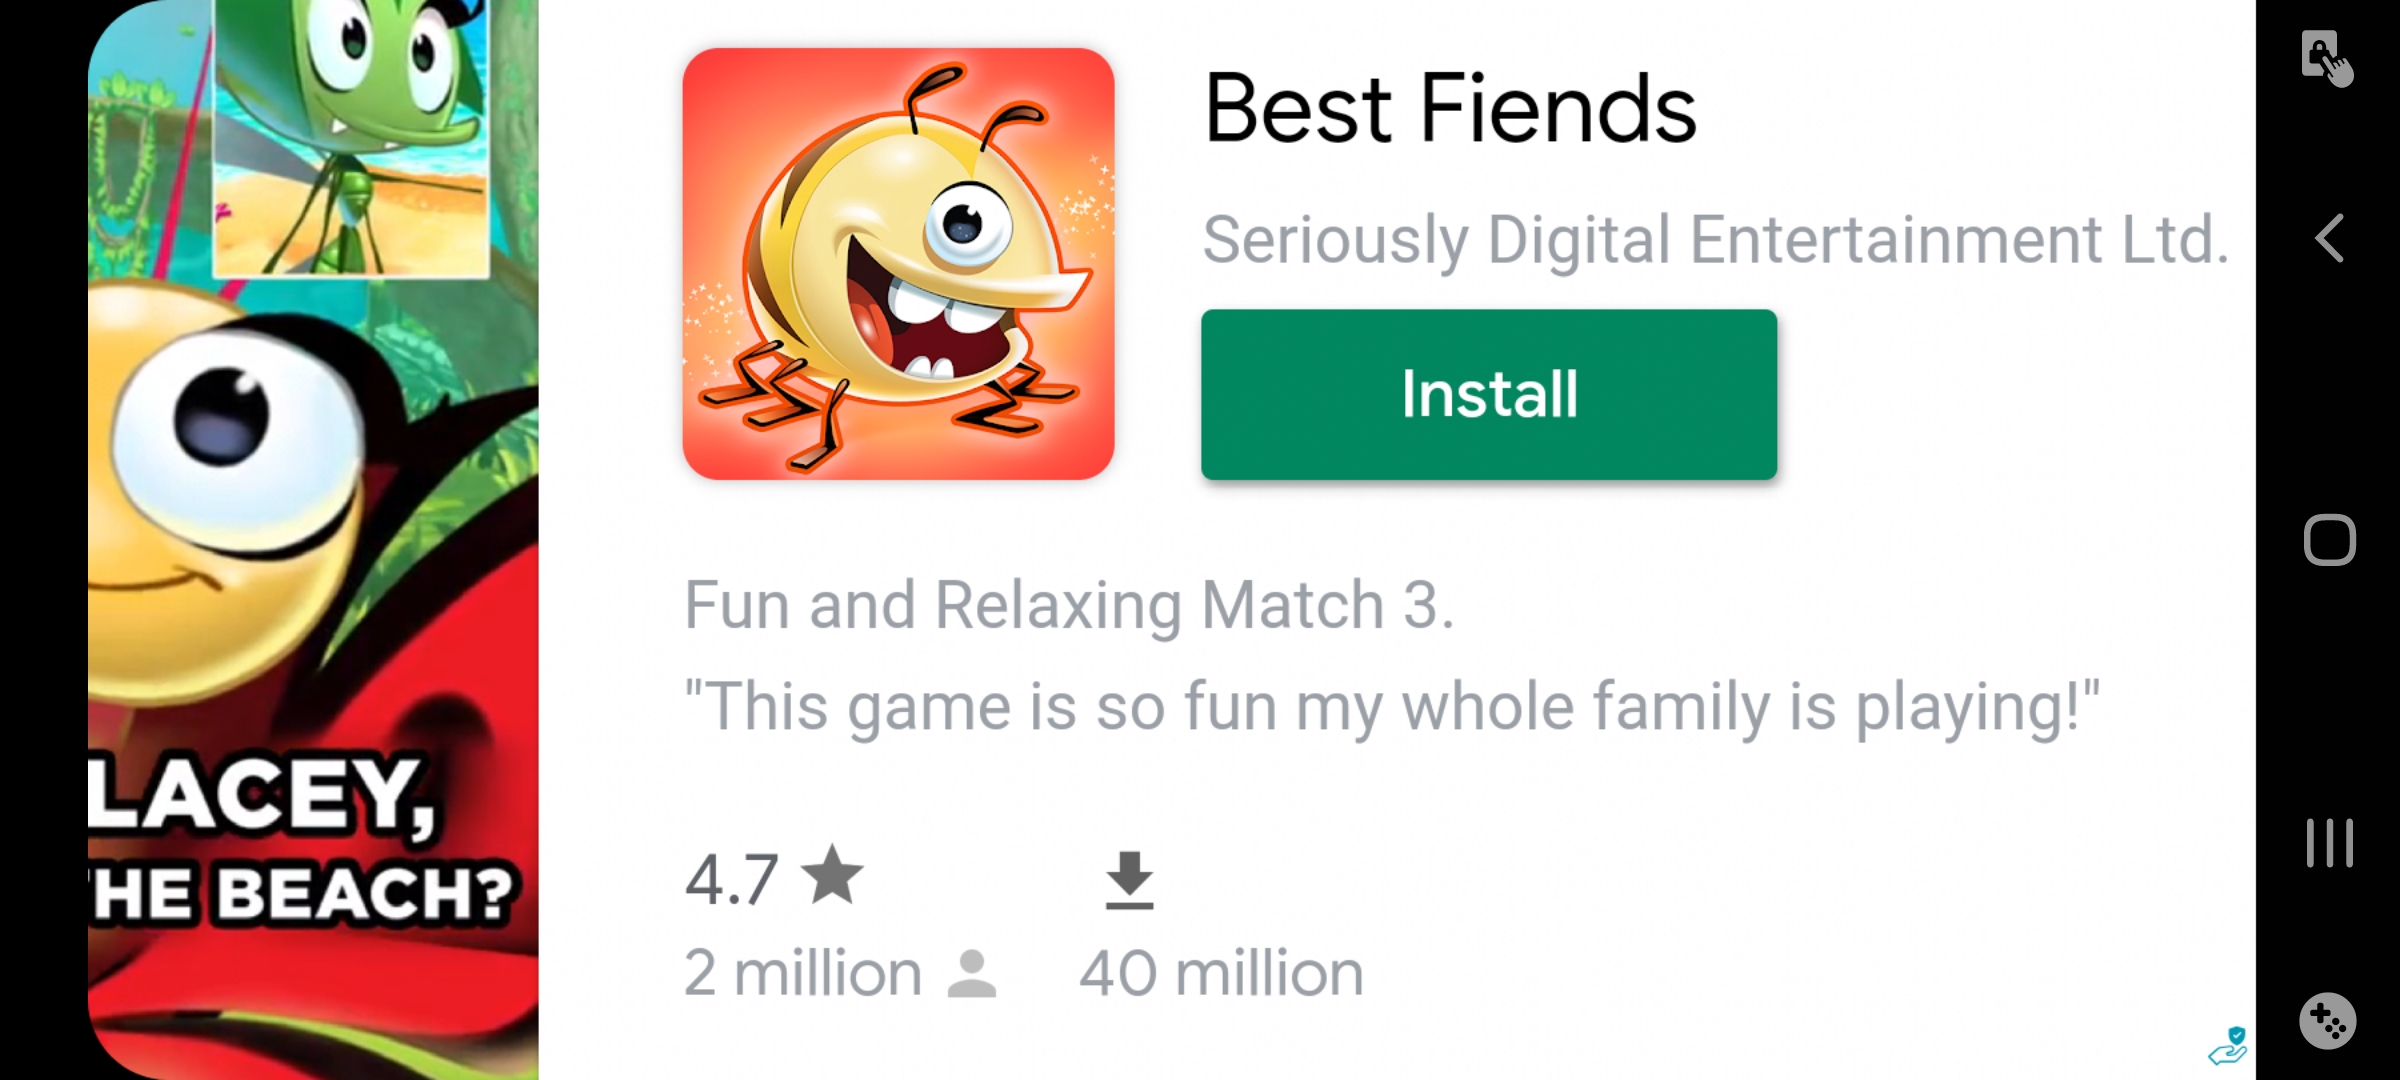 LACEY,
HE BEACH?
Best Fiends
Seriously Digital Entertainment Ltd.
Install
Fun and Relaxing Match 3.
"This game is so fun my whole family is playing!"
4.7
2 million
40 million